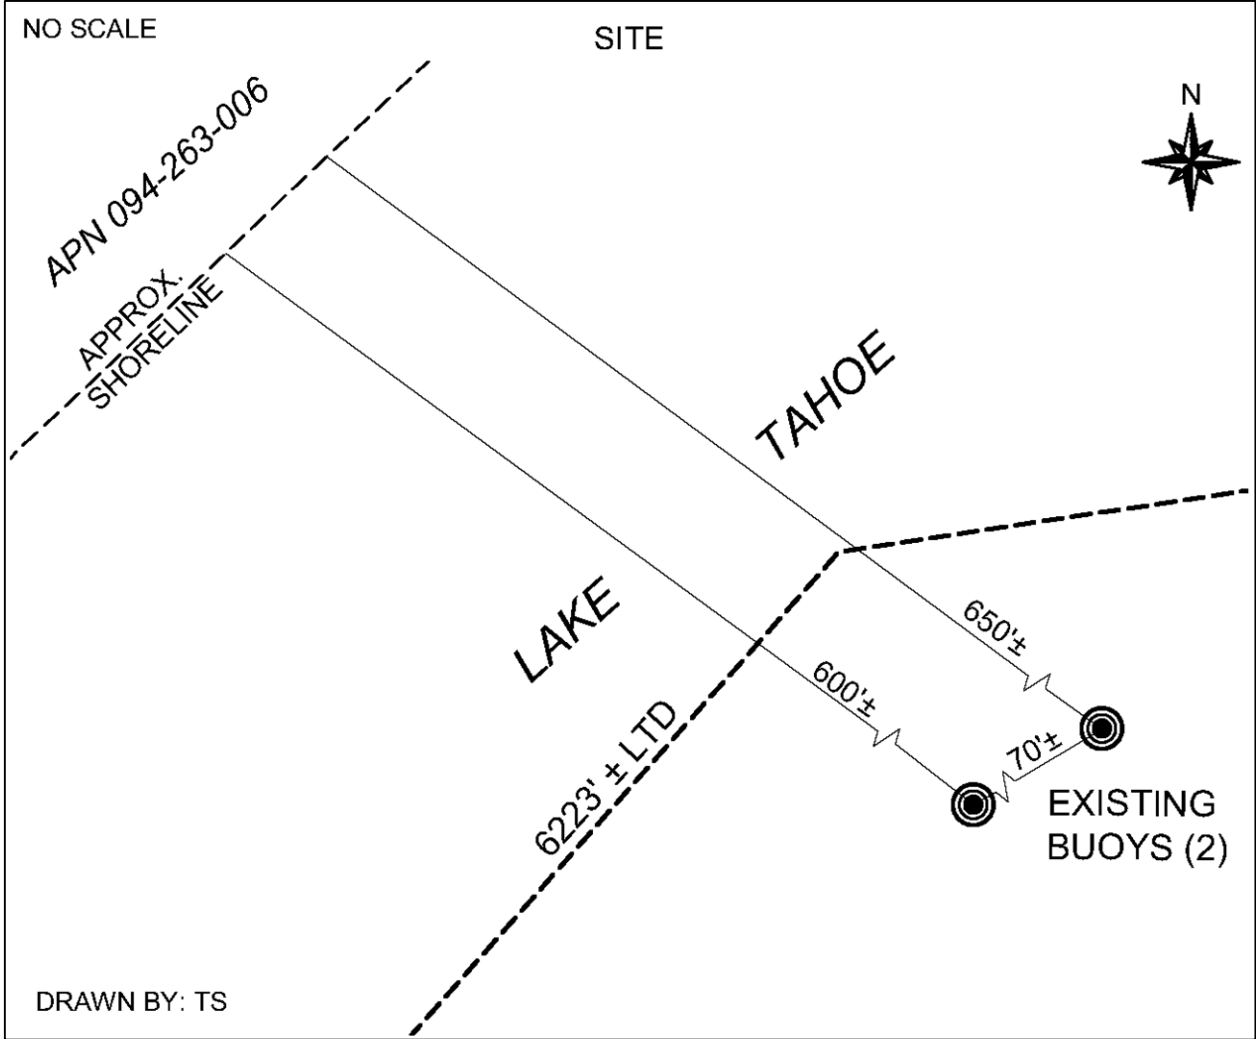 NO SCALE
SITE
N
APN 094-263-006
APPROX.
SHORELINE
TAHOE
LAKE
650'±
600'±
70'±
6223' ± LTD
EXISTING
BUOYS (2)
DRAWN BY: TS